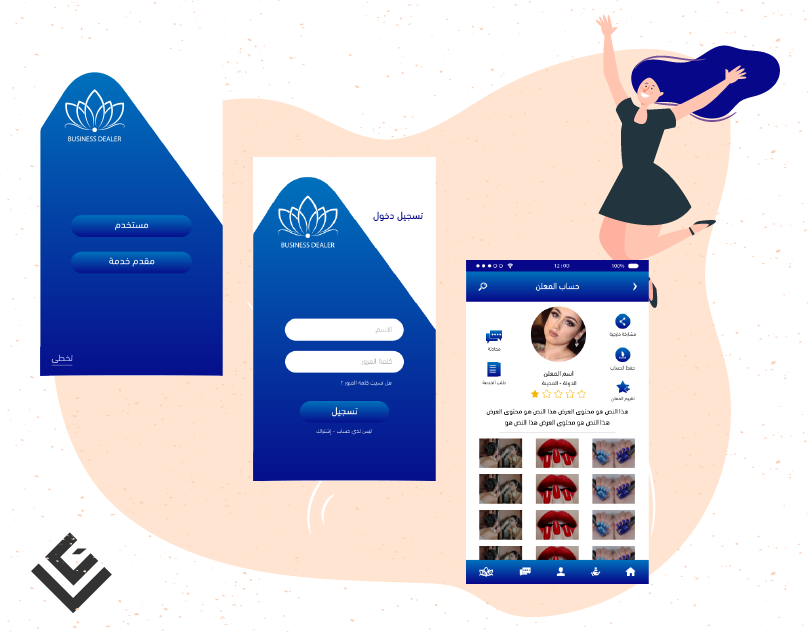 BUSINESS DEALER
مستخدم
مقدم خدمة
تخطي
تسجيل دخول
BUSINESS DEALER
الاسم
كلمة المرور
هل نسيت كلمة المرور ؟
تسجيل
ليس لدى حساب - إشتراك
12:00
100%
حساب المعلن
مشاركة خارجية
محادثة
حفظ الحساب
طلب الخدمة
تقييم المعلن
اسم المعلن
الدولة - المدينة
هذا النص هو محتوى العرض هذا النص هو محتوى العرض
هذا النص هو محتوى العرض هذا النص هو